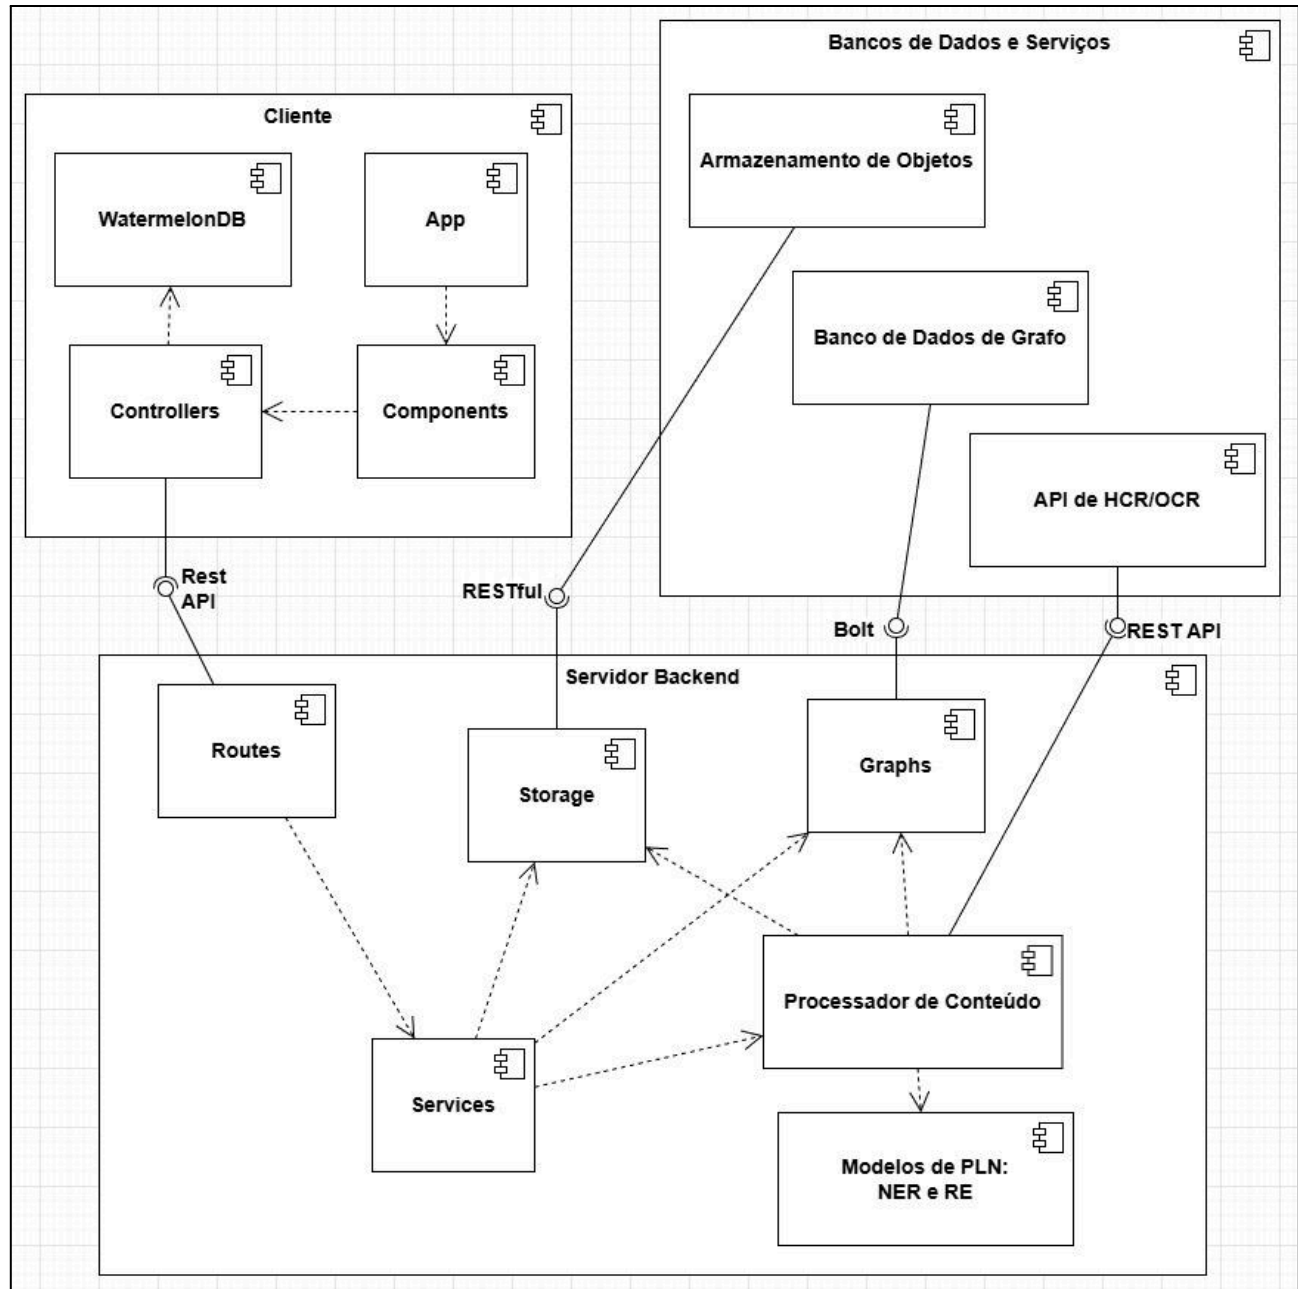 Bancos de Dados e Serviços
Armazenamento de Objetos
Banco de Dados de Grafo
API de HCR/OCR
Cliente
WatermelonDB
App
Controllers
Components
Rest
API
RESTful
Bolt
REST API
Servidor Backend
Routes
Storage
Graphs
Processador de Conteúdo
Services
Modelos de PLN:
NER e RE